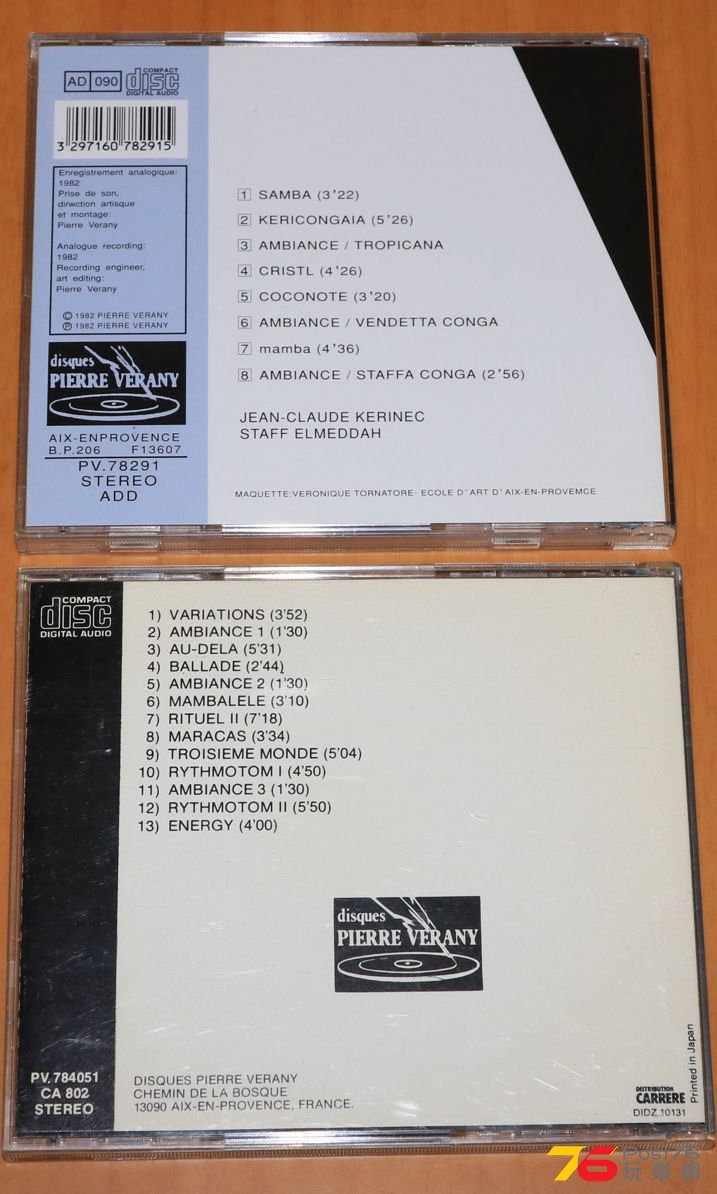 AD 090 COMPACT disc DIGITAL AUDIO
3 297160 782915
Enregistrement analogique:
1982
Prise de son,
dirwction artisque
et montage:
Pierre Verany
Analogue recording:
1982
Recording engineer,
art editing:
Pierre Verany
© 1982 PIERRE VERANY
℗ 1982 PIERRE VERANY
disques
PIERRE VERANY
AIX-ENPROVENCE
B.P.206 F13607
PV.78291
STEREO
ADD
1 SAMBA (3'22)
2 KERICONGAIA (5'26)
3 AMBIANCE / TROPICANA
4 CRISTL (4'26)
5 COCONOTE (3'20)
6 AMBIANCE / VENDETTA CONGA
7 mamba (4'36)
8 AMBIANCE / STAFFA CONGA (2'56)
JEAN-CLAUDE KERINEC
STAFF ELMEDDAH
MAQUETTE:VERONIQUE TORNATORE- ECOLE D'ART D'AIX-EN-PROVEMCE
COMPACT
disc
DIGITAL AUDIO
1) VARIATIONS (3'52)
2) AMBIANCE 1 (1'30)
3) AU-DELA (5'31)
4) BALLADE (2'44)
5) AMBIANCE 2 (1'30)
6) MAMBALELE (3'10)
7) RITUEL II (7'18)
8) MARACAS (3'34)
9) TROISIEME MONDE (5'04)
10) RYTHMOTOM I (4'50)
11) AMBIANCE 3 (1'30)
12) RYTHMOTOM II (5'50)
13) ENERGY (4'00)
disques
PIERRE VERANY
PV. 784051
CA 802
STEREO
DISQUES PIERRE VERANY
CHEMIN DE LA BOSQUE
13090 AIX-EN-PROVENCE, FRANCE.
DISTRIBUTION
CARRERE
DIDZ 10131
Printed in Japan
76 Post76
玩樂網